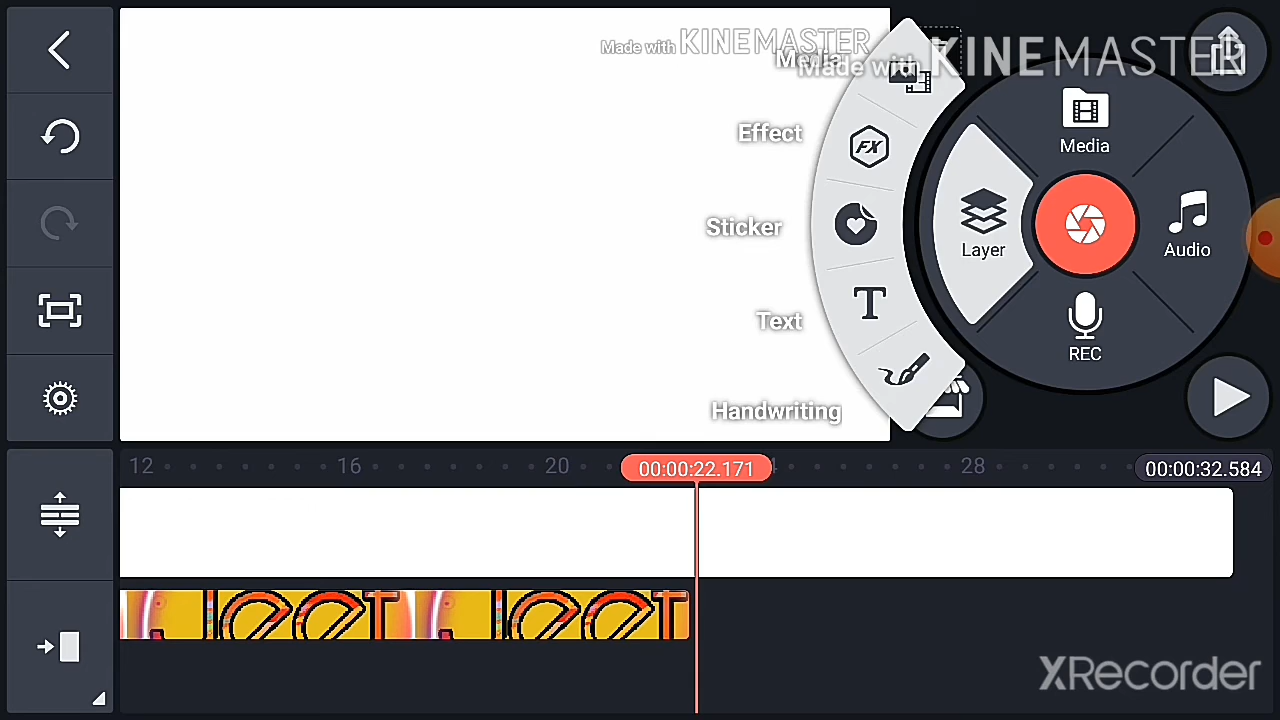 Made with KINEMASTER
Made with KINEMASTER
Media
Effect
FX
Sticker
T
Text
Handwriting
Media
Layer
Audio
REC
12
16
20
00:00:22.171
28
00:00:32.584
XRecorder